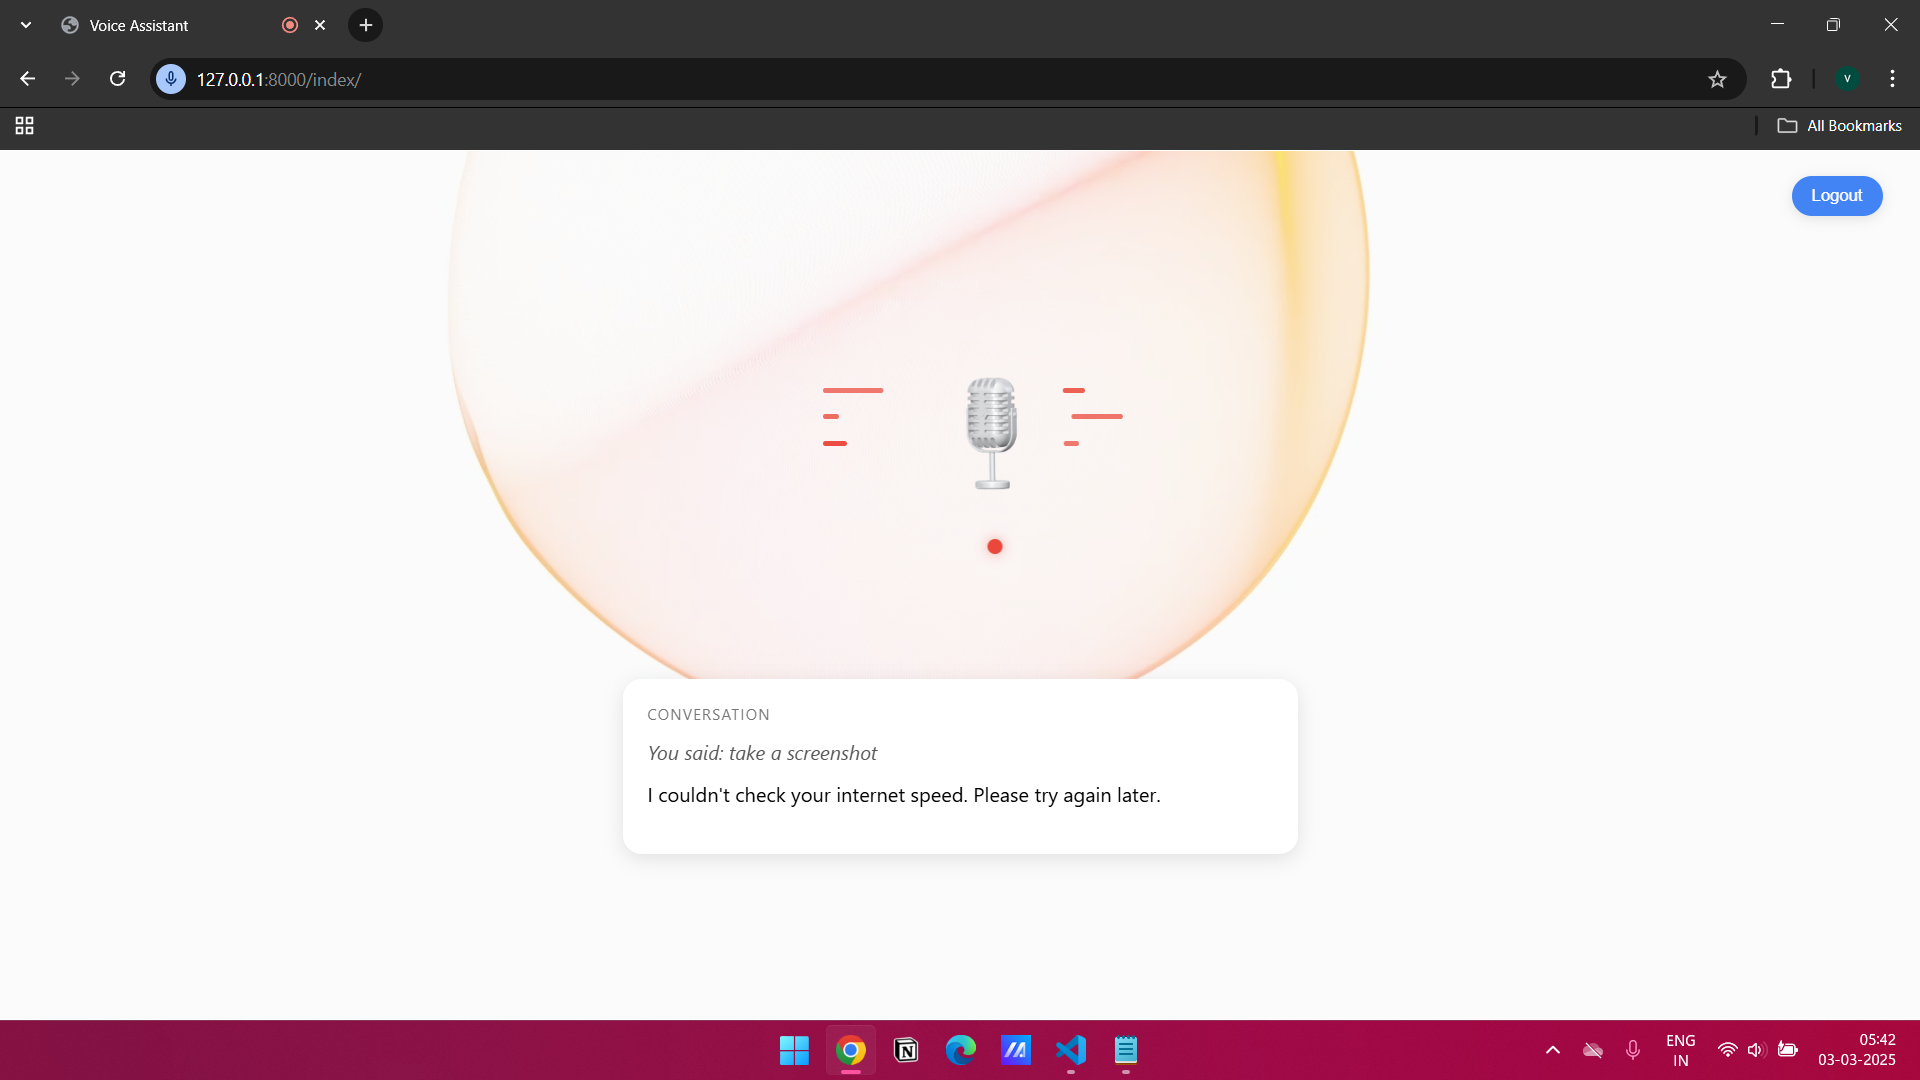 Voice Assistant
127.0.0.1:8000/index/
V
All Bookmarks
Logout
CONVERSATION
You said: take a screenshot
I couldn't check your internet speed. Please try again later.
ENG
IN
05:42
03-03-2025